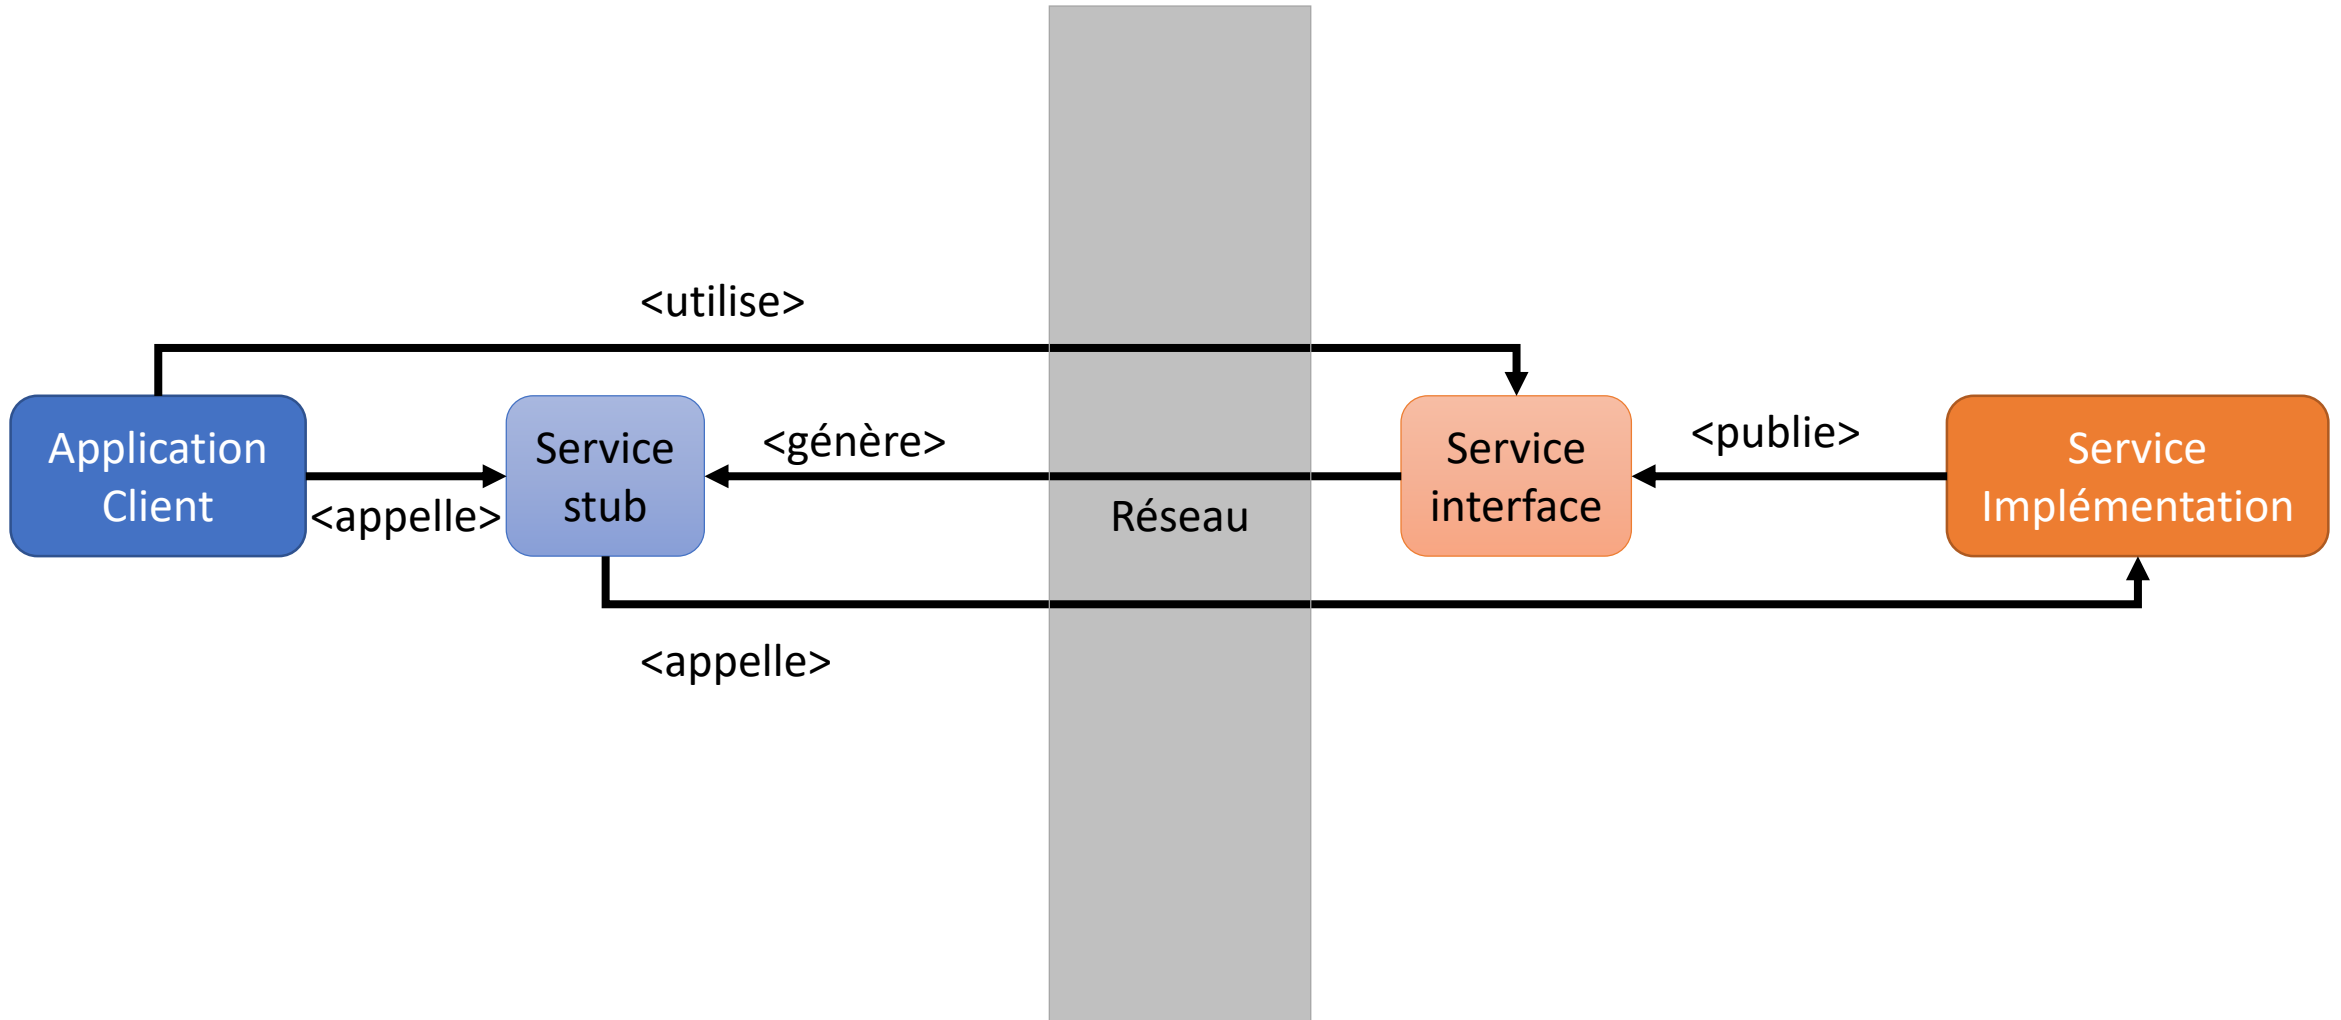 <utilise>
Application
Client
<appelle>
Service
stub
<génère>
Réseau
Service
interface
<publie>
Service
Implémentation
<appelle>